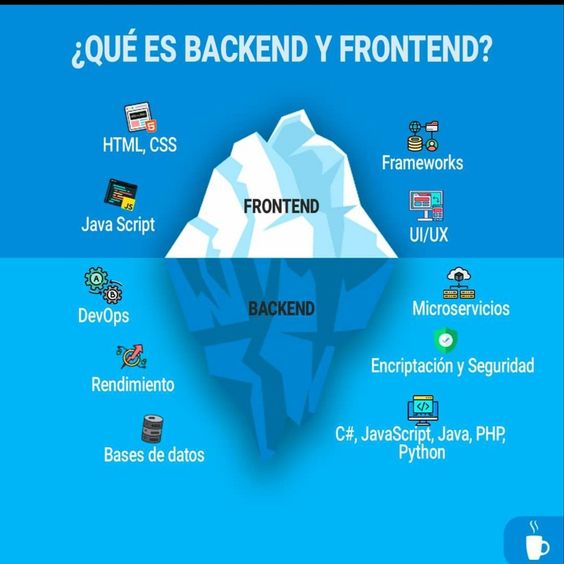 ¿QUÉ ES BACKEND Y FRONTEND?
HTML, CSS
Frameworks
FRONTEND
Java Script
UI/UX
BACKEND
DevOps
Microservicios
Encriptación y Seguridad
Rendimiento
C#, JavaScript, Java, PHP,
Python
Bases de datos